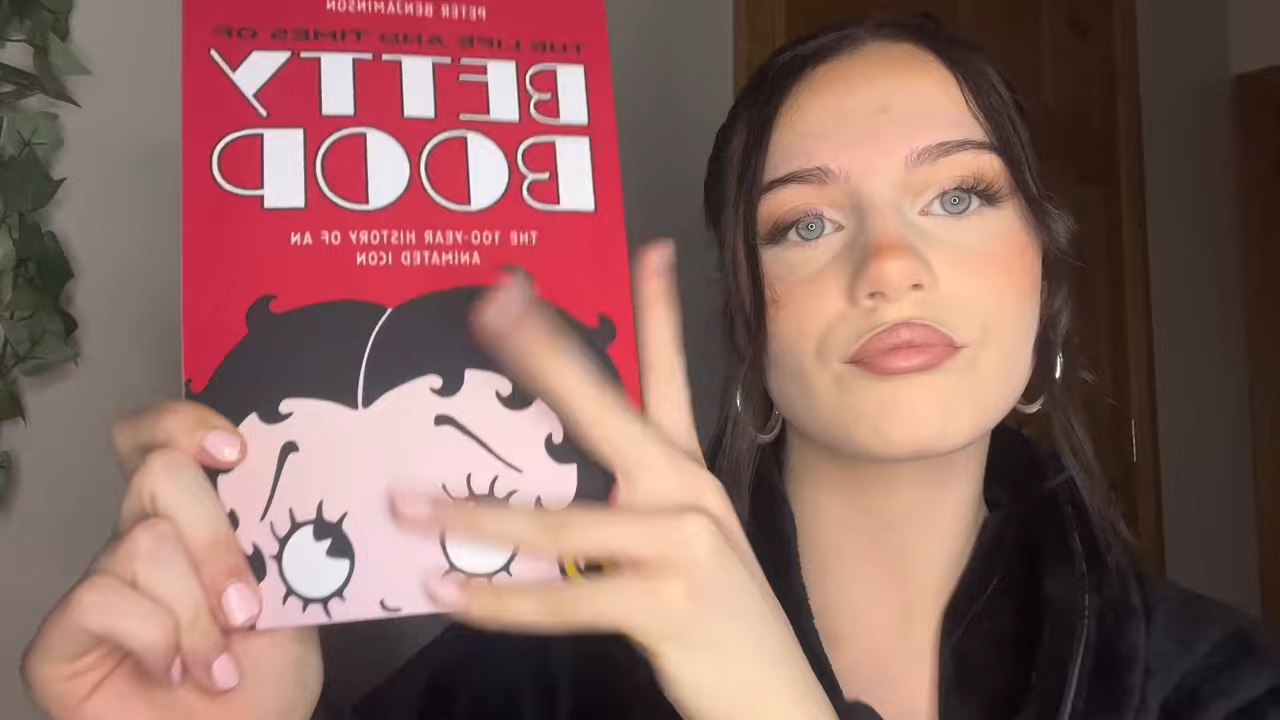 PETER BENJAMINSON
THE LIFE AND TIMES OF
BETTY
BOOP
THE 100-YEAR HISTORY OF AN
ANIMATED ICON